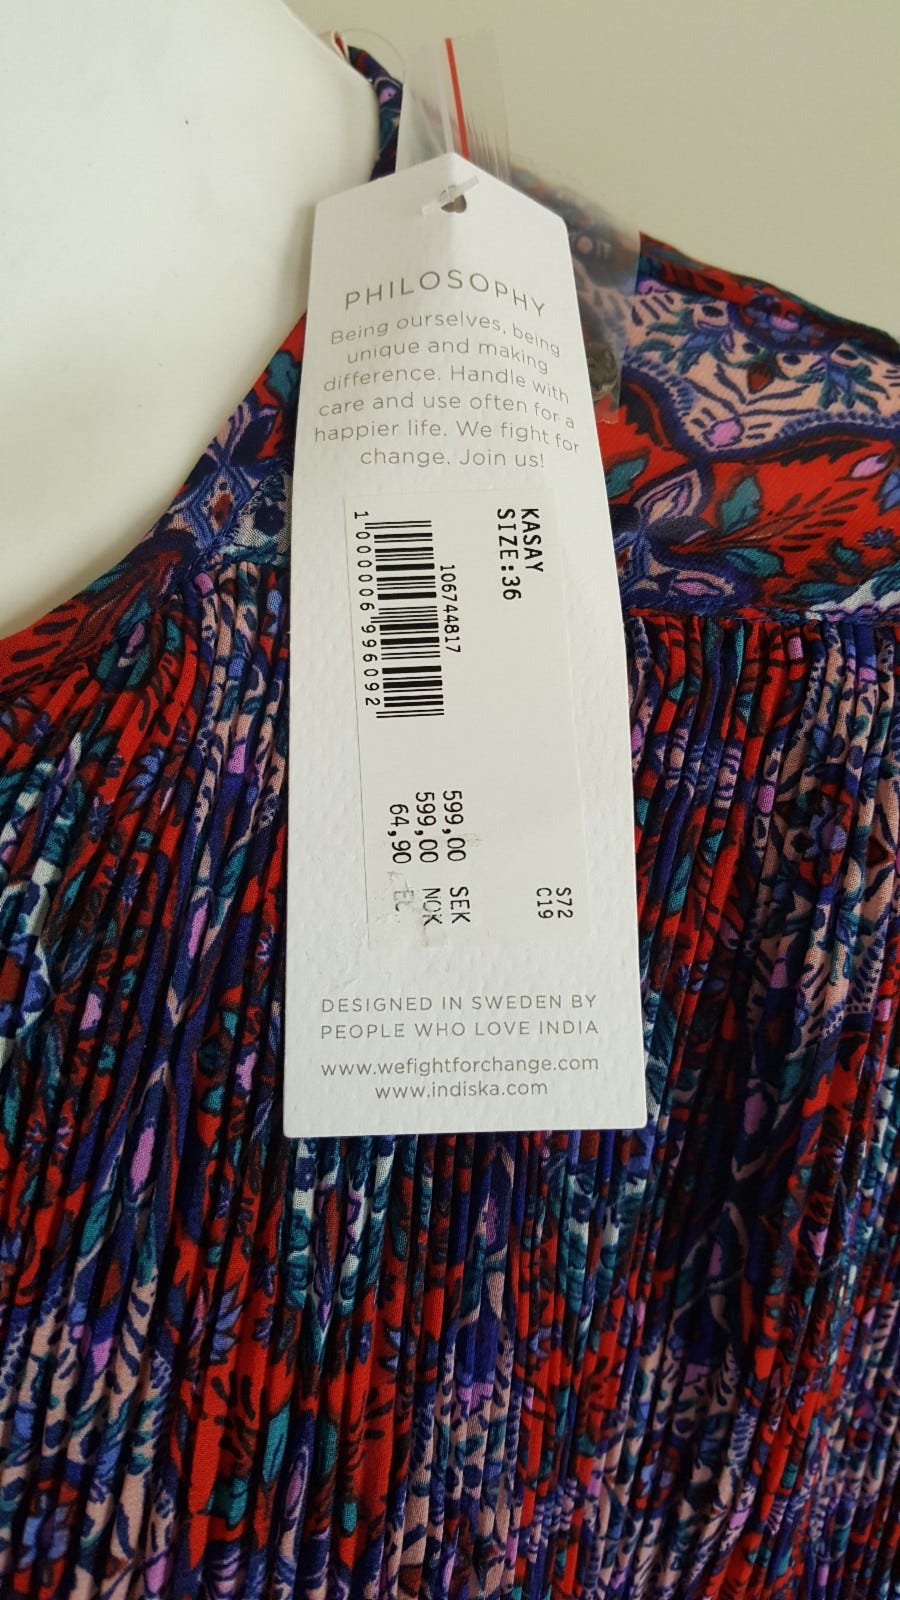 PHILOSOPHY
Being ourselves, being
unique and making
difference. Handle with
care and use often for a
happier life. We fight for
change. Join us!
KASAY
SIZE:36
106744817
1000006996092
599,00 SEK
599,00 NOK
64,90
S72
C19
DESIGNED IN SWEDEN BY
PEOPLE WHO LOVE INDIA
www.wefightforchange.com
www.indiska.com